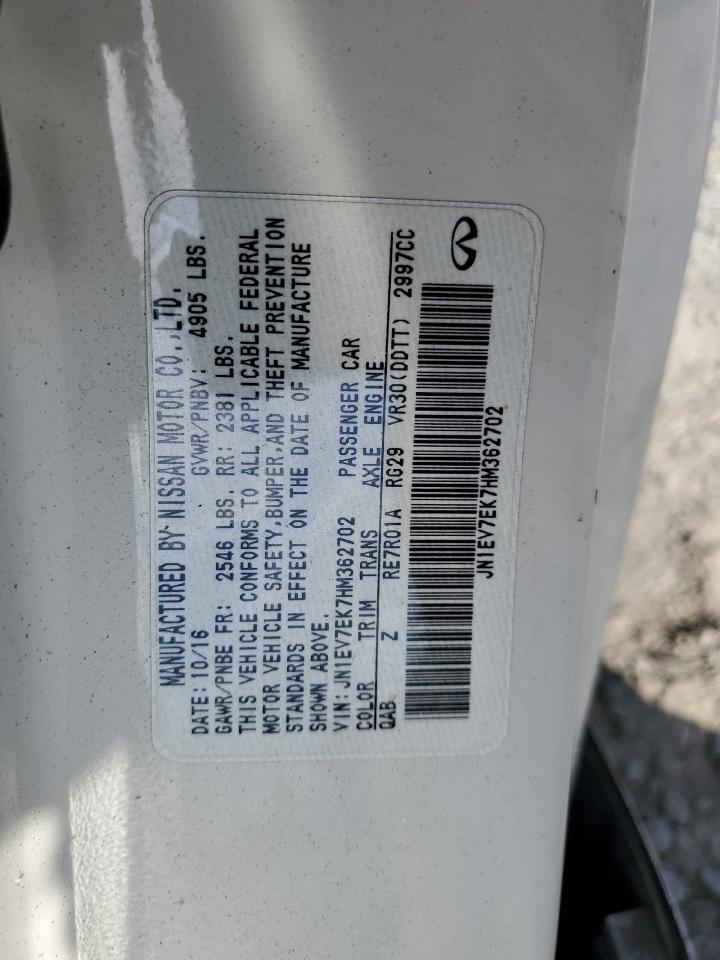 MANUFACTURED BY NISSAN MOTOR CO.,LTD.
DATE: 10/16 GVWR/PNBV: 4905 LBS.
GAWR/PNBE FR: 2546 LBS. RR: 2381 LBS.
THIS VEHICLE CONFORMS TO ALL APPLICABLE FEDERAL
MOTOR VEHICLE SAFETY,BUMPER,AND THEFT PREVENTION
STANDARDS IN EFFECT ON THE DATE OF MANUFACTURE
SHOWN ABOVE.
VIN: JN1EV7EK7HM362702 PASSENGER CAR
COLOR TRIM TRANS AXLE ENGINE
QAB Z RE7R01A RG29 VR30(DDTT) 2997CC
JN1EV7EK7HM362702